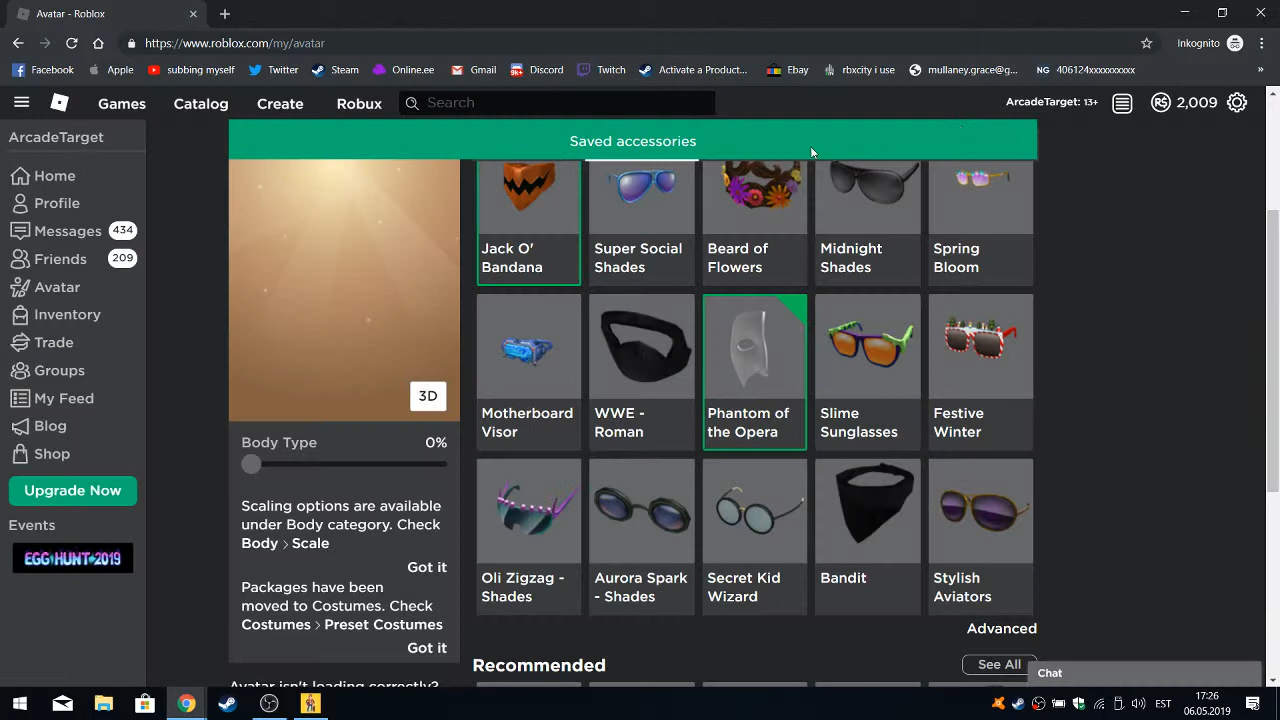 Avatar - Roblox
https://www.roblox.com/my/avatar
Inkognito
Facebook Apple subbing myself Twitter Steam Online.ee Gmail 9k+ Discord Twitch Activate a Product... Ebay rbxcity i use mullaney.grace@g... NG 406124xxxxxxxxx »
Games Catalog Create Robux Search ArcadeTarget: 13+ R$ 2,009
ArcadeTarget
Saved accessories
Home
Profile
Messages 434
Friends 209
Avatar
Inventory
Trade
Groups
My Feed
Blog
Shop
Upgrade Now
Events
EGG HUNT 2019
3D
Body Type 0%
Scaling options are available
under Body category. Check
Body > Scale
Got it
Packages have been
moved to Costumes. Check
Costumes > Preset Costumes
Got it
Avatar isn't loading correctly?
Jack O'
Bandana
Super Social
Shades
Beard of
Flowers
Midnight
Shades
Spring
Bloom
Motherboard
Visor
WWE -
Roman
Phantom of
the Opera
Slime
Sunglasses
Festive
Winter
Oli Zigzag -
Shades
Aurora Spark
- Shades
Secret Kid
Wizard
Bandit
Stylish
Aviators
Advanced
Recommended See All
Chat
EST
17:26
06.05.2019